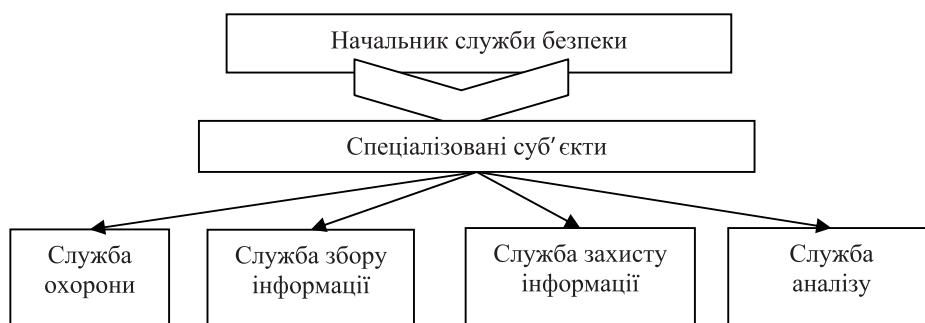 Начальник служби безпеки
Спеціалізовані суб’єкти
Служба
охорони
Служба збору
інформації
Служба захисту
інформації
Служба
аналізу